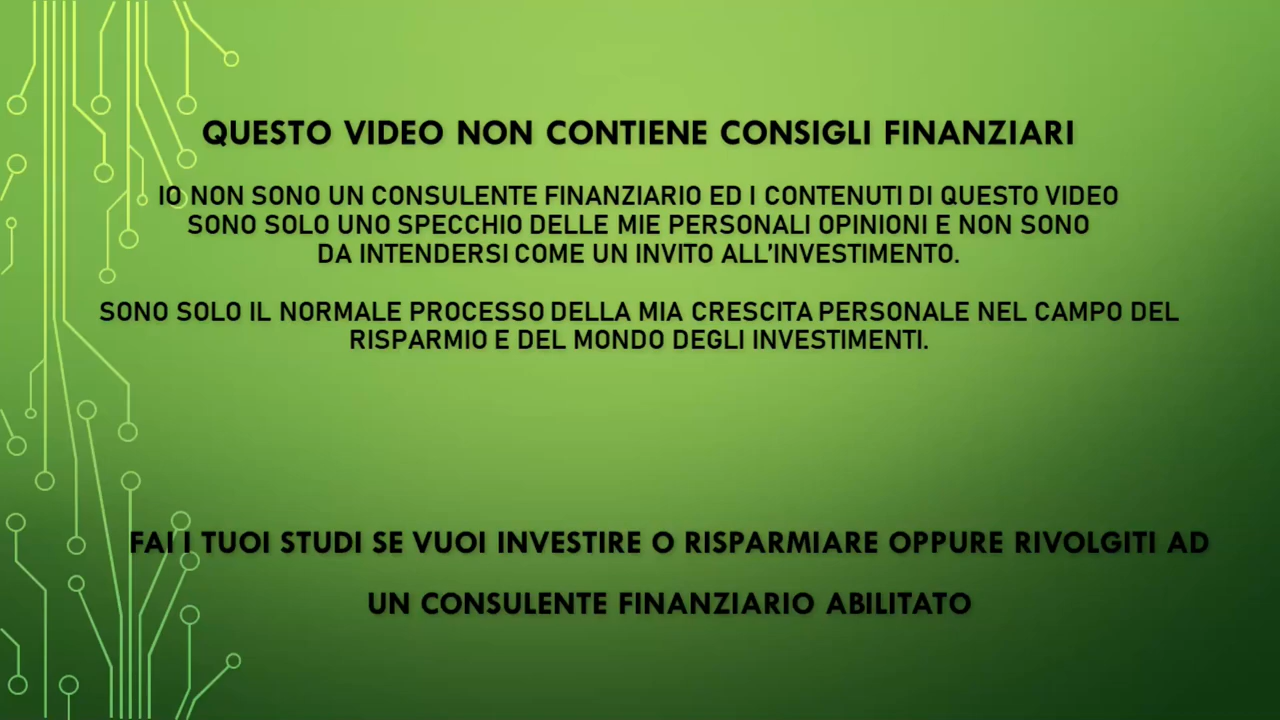 QUESTO VIDEO NON CONTIENE CONSIGLI FINANZIARI
IO NON SONO UN CONSULENTE FINANZIARIO ED I CONTENUTI DI QUESTO VIDEO
SONO SOLO UNO SPECCHIO DELLE MIE PERSONALI OPINIONI E NON SONO
DA INTENDERSI COME UN INVITO ALL'INVESTIMENTO.
SONO SOLO IL NORMALE PROCESSO DELLA MIA CRESCITA PERSONALE NEL CAMPO DEL
RISPARMIO E DEL MONDO DEGLI INVESTIMENTI.
FAI I TUOI STUDI SE VUOI INVESTIRE O RISPARMIARE OPPURE RIVOLGITI AD
UN CONSULENTE FINANZIARIO ABILITATO